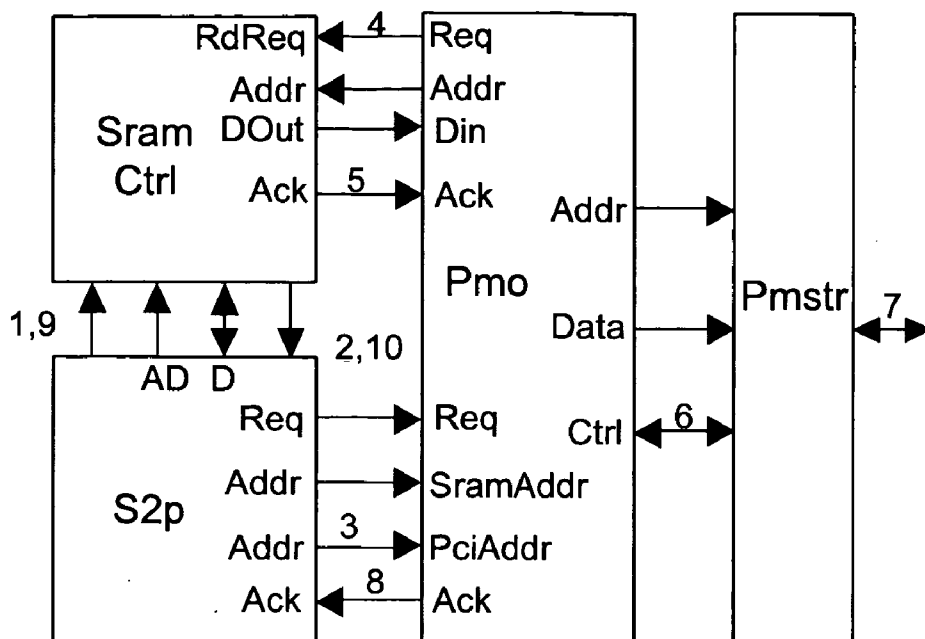 RdReq
4
Req
Addr
Addr
DOut
Din
Sram
Ctrl
Ack
5
Ack
Addr
Pmo
Pmstr
Data
7
1,9
2,10
AD
D
Req
Req
Ctrl
6
Addr
SramAddr
S2p
Addr
3
PciAddr
Ack
8
Ack